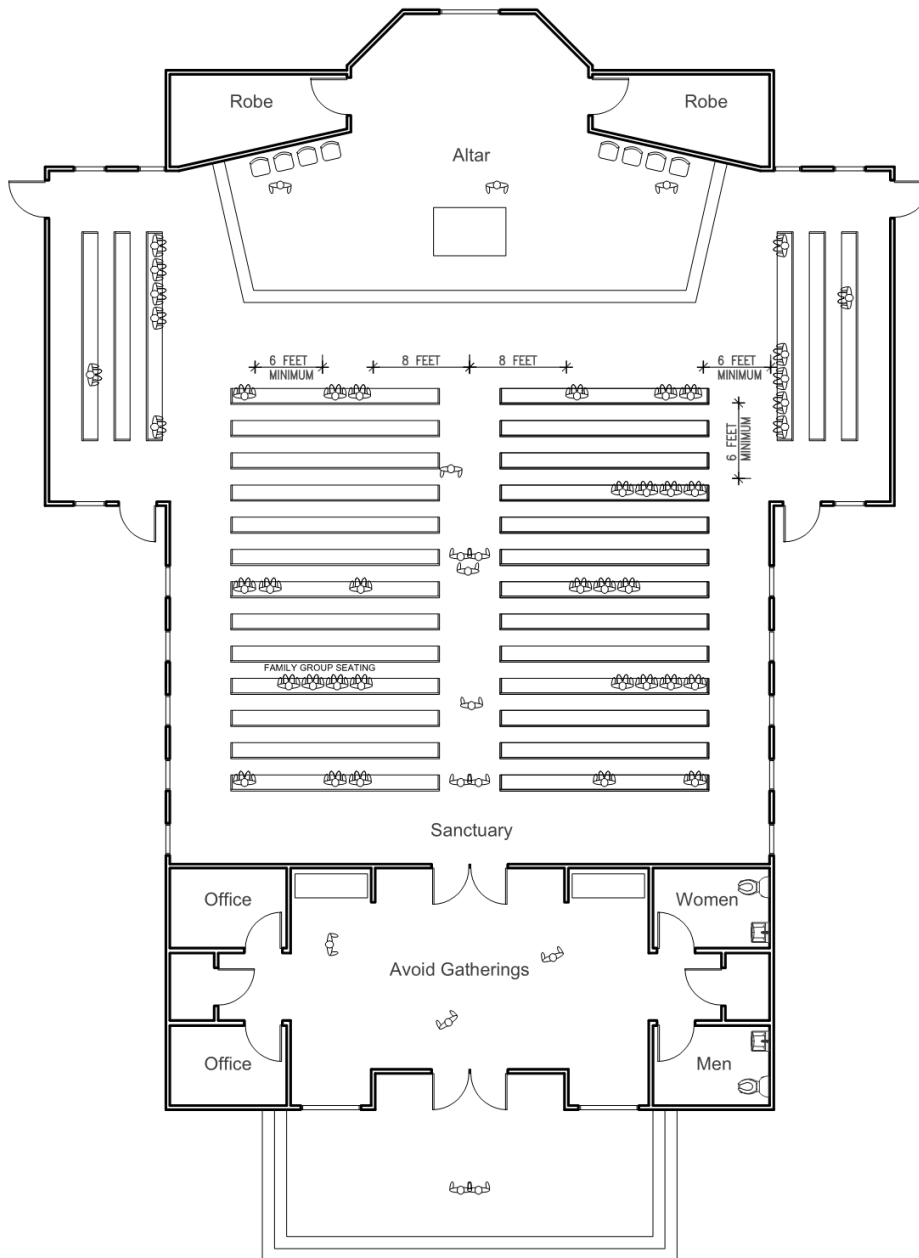 Robe
Robe
Altar
6 FEET
MINIMUM
8 FEET
8 FEET
6 FEET
MINIMUM
6 FEET
MINIMUM
FAMILY GROUP SEATING
Sanctuary
Office
Women
Avoid Gatherings
Office
Men